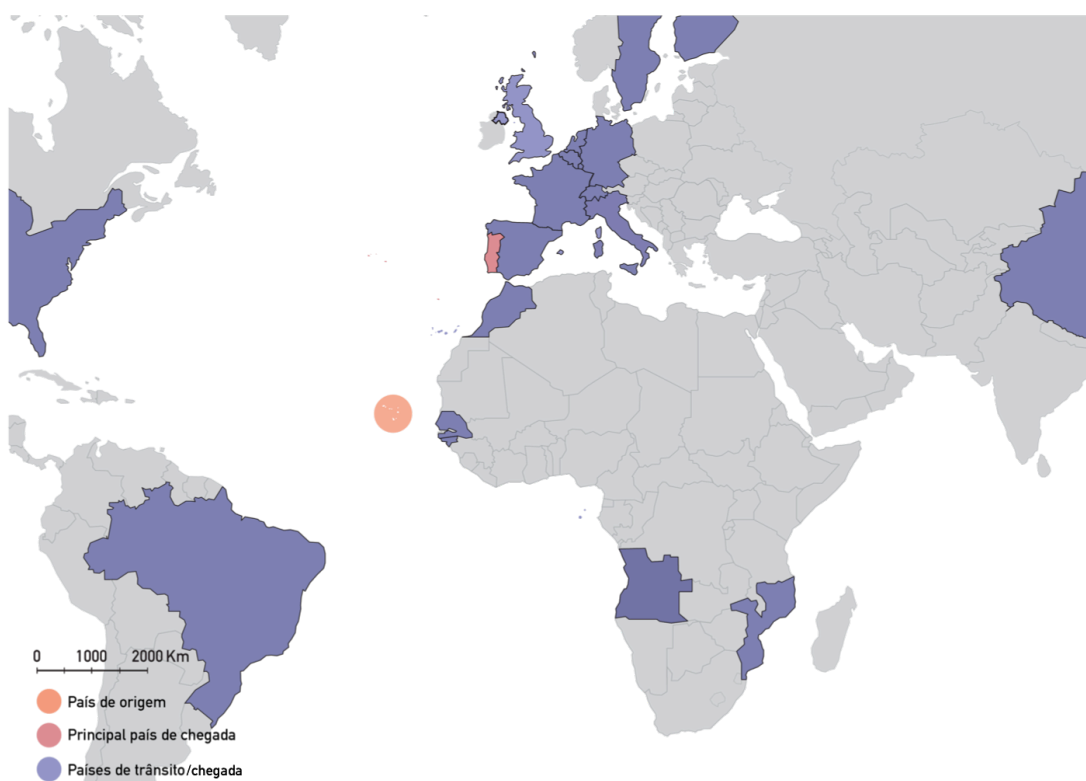 0 1000 2000 Km
País de origem
Principal país de chegada
Países de trânsito/chegada